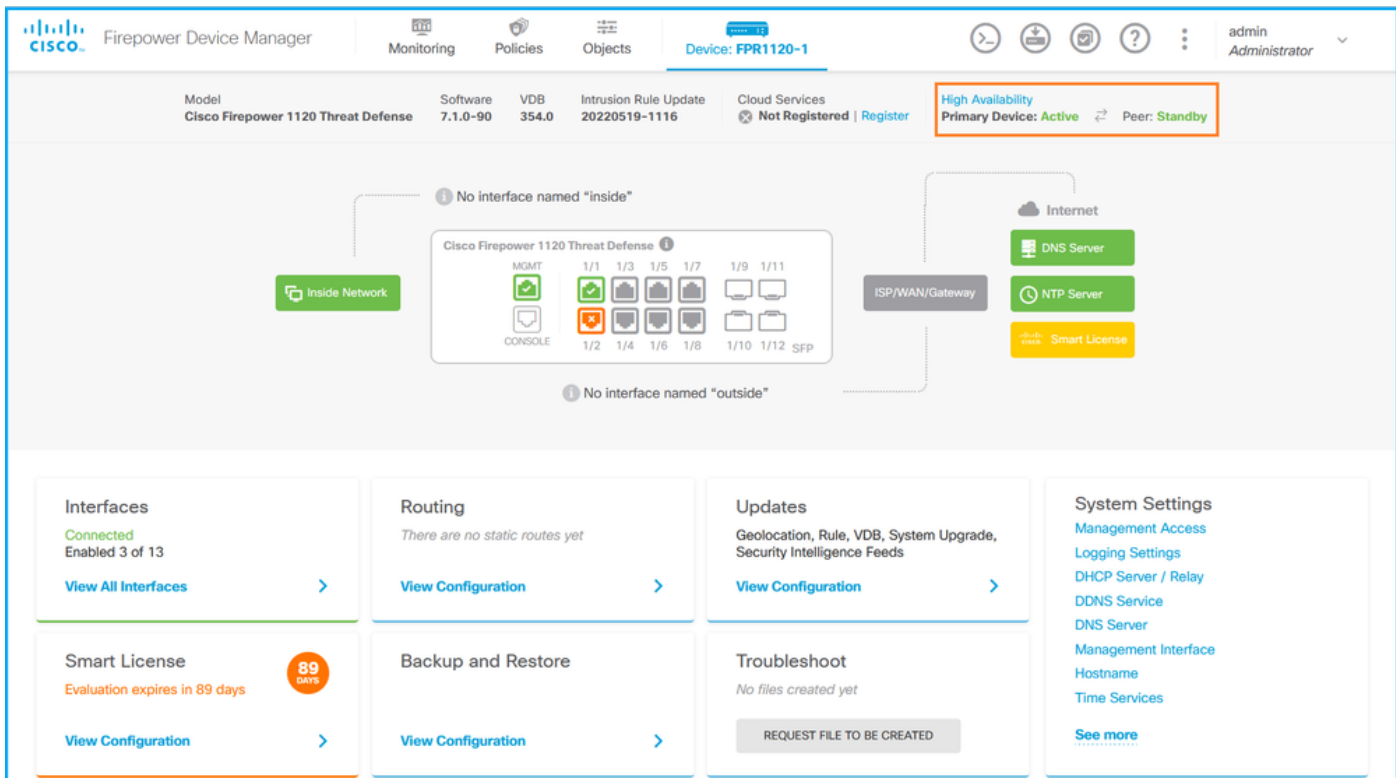 CISCO
Firepower Device Manager
Monitoring
Policies
Objects
Device: FPR1120-1
admin
Administrator
Model
Cisco Firepower 1120 Threat Defense
Software
7.1.0-90
VDB
354.0
Intrusion Rule Update
20220519-1116
Cloud Services
Not Registered | Register
High Availability
Primary Device: Active Peer: Standby
No interface named "inside"
Internet
Cisco Firepower 1120 Threat Defense
MGMT 1/1 1/3 1/5 1/7 1/9 1/11
CONSOLE 1/2 1/4 1/6 1/8 1/10 1/12 SFP
Inside Network
ISP/WAN/Gateway
DNS Server
NTP Server
Smart License
No interface named "outside"
Interfaces
Connected
Enabled 3 of 13
View All Interfaces
Routing
There are no static routes yet
View Configuration
Updates
Geolocation, Rule, VDB, System Upgrade,
Security Intelligence Feeds
View Configuration
System Settings
Management Access
Logging Settings
DHCP Server / Relay
DDNS Service
DNS Server
Management Interface
Hostname
Time Services
See more
Smart License
89
DAYS
Evaluation expires in 89 days
View Configuration
Backup and Restore
View Configuration
Troubleshoot
No files created yet
REQUEST FILE TO BE CREATED